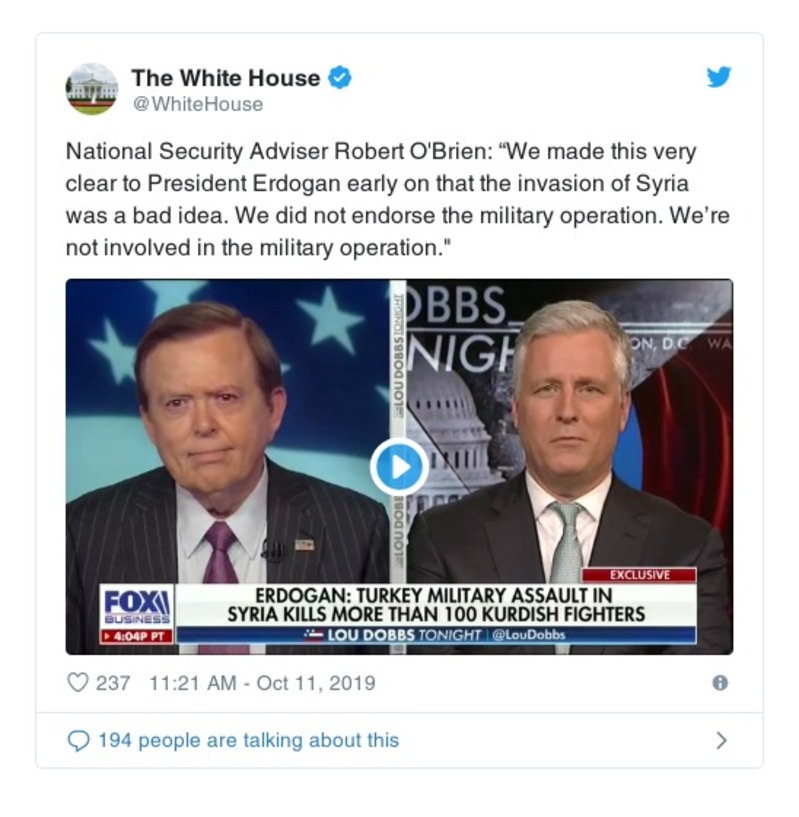 The White House
@WhiteHouse
National Security Adviser Robert O'Brien: “We made this very
clear to President Erdogan early on that the invasion of Syria
was a bad idea. We did not endorse the military operation. We’re
not involved in the military operation."
OBBS
NIGH
ON, D.C. WA
LOU DOBBS TONIGHT
LOU DOBB
EXCLUSIVE
FOX
BUSINESS
4:04P PT
ERDOGAN: TURKEY MILITARY ASSAULT IN
SYRIA KILLS MORE THAN 100 KURDISH FIGHTERS
LOU DOBBS TONIGHT @LouDobbs
237 11:21 AM - Oct 11, 2019
194 people are talking about this